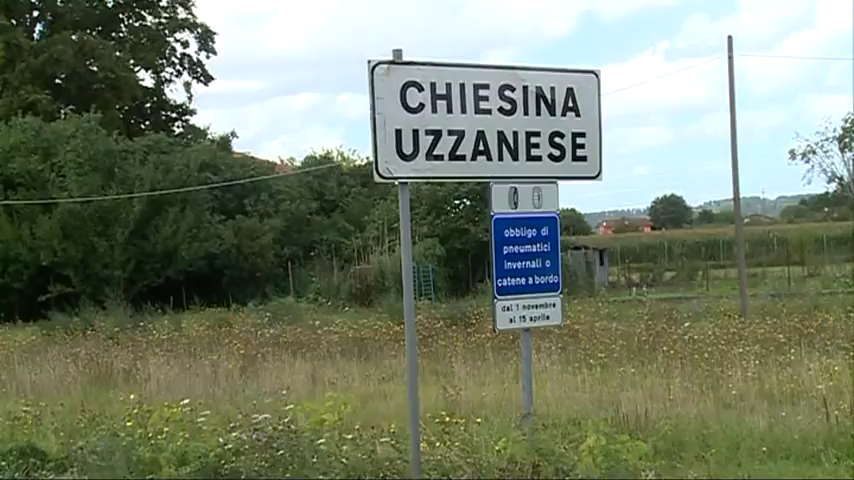 CHIESINA
UZZANESE
obbligo di
pneumatici
invernali o
catene a bordo
dal 1 novembre
al 15 aprile